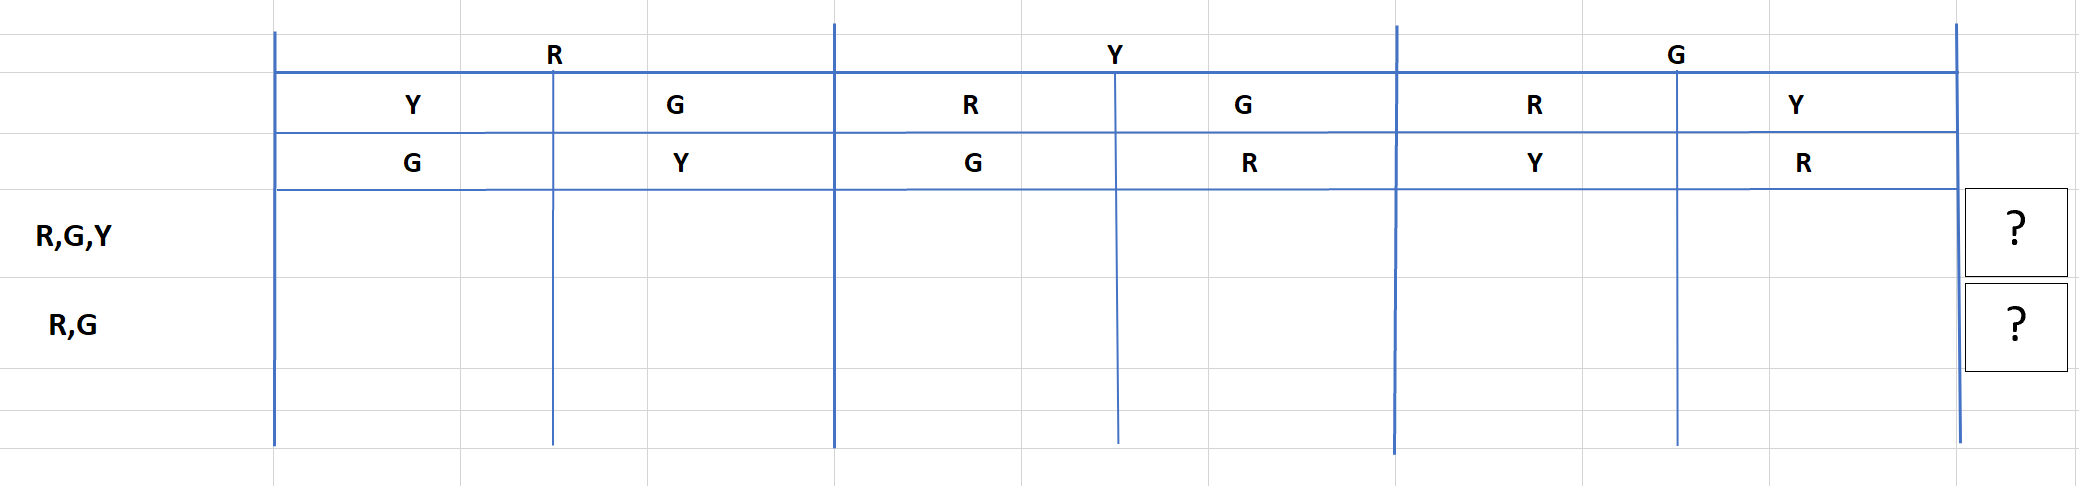 R Y G
Y G R G R Y
G Y G R Y R
R,G,Y ?
R,G ?